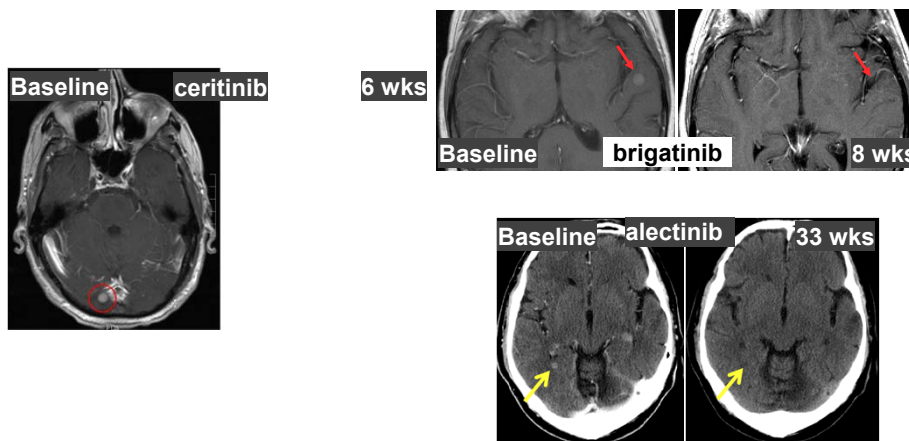 Baseline ceritinib 6 wks
Baseline brigatinib 8 wks
Baseline alectinib 33 wks